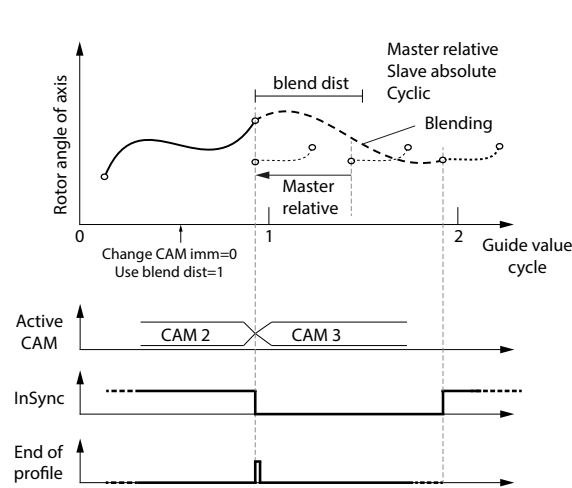 Master relative
Slave absolute
Cyclic
blend dist
Blending
Rotor angle of axis
Master
relative
0
1
2
Change CAM imm=0
Use blend dist=1
Guide value
cycle
Active
CAM
CAM 2
CAM 3
InSync
End of
profile